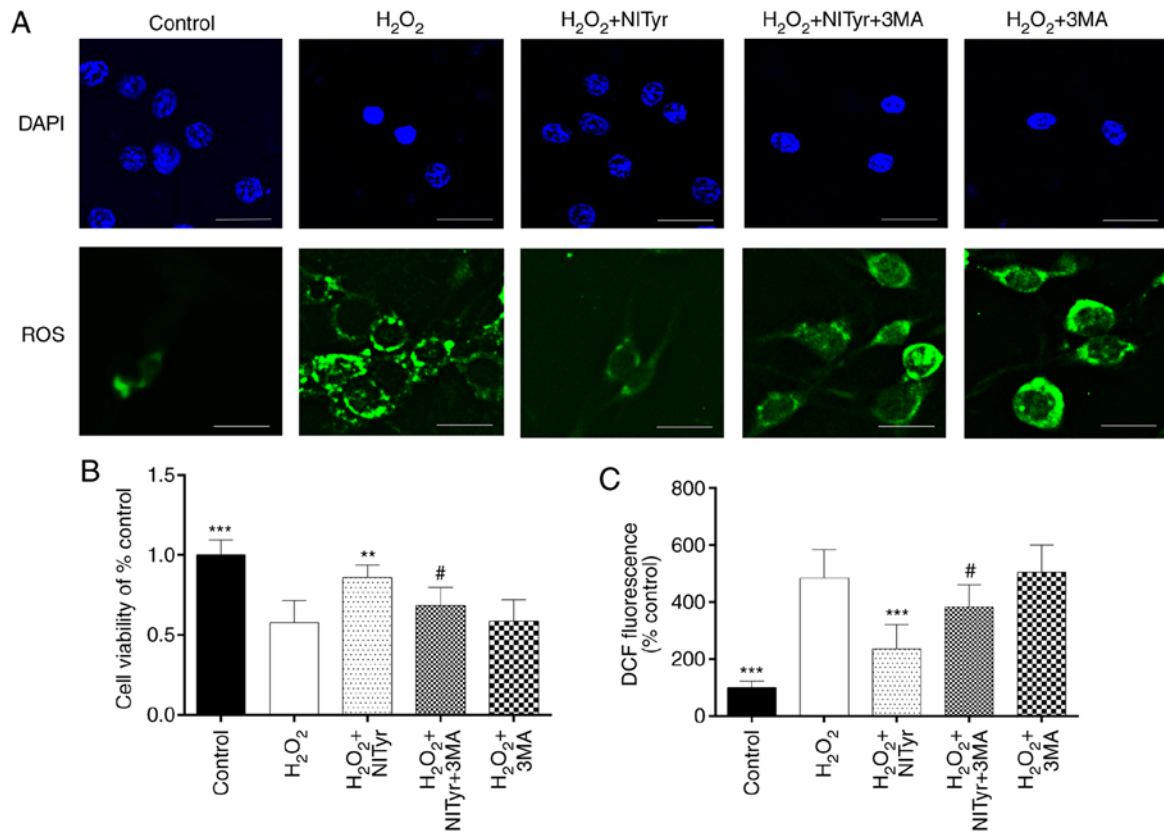 A
Control
H₂O₂
H₂O₂+NITyr
H₂O₂+NITyr+3MA
H₂O₂+3MA
DAPI
ROS
B
Cell viability of % control
1.5
1.0
0.5
0.0
***
**
#
Control
H₂O₂
H₂O₂+
NITyr
H₂O₂+
NITyr+3MA
H₂O₂+
3MA
C
DCF fluorescence
(% control)
800
600
400
200
0
***
***
#
Control
H₂O₂
H₂O₂+
NITyr
H₂O₂+
NITyr+3MA
H₂O₂+
3MA